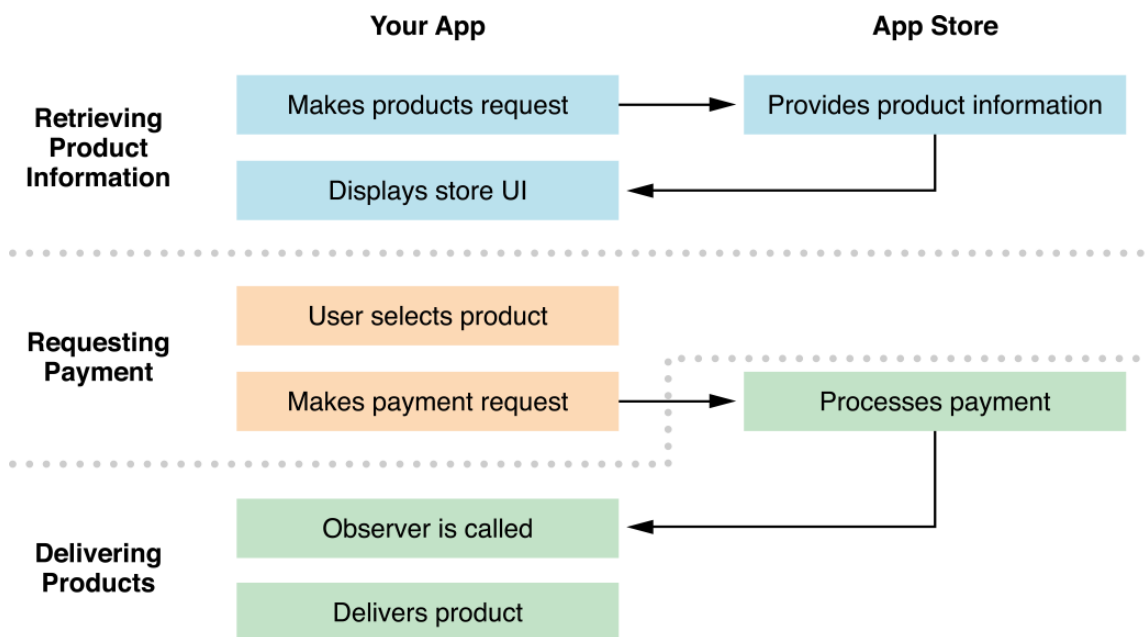 Your App
App Store
Retrieving
Product
Information
Makes products request
Provides product information
Displays store UI
Requesting
Payment
User selects product
Makes payment request
Processes payment
Delivering
Products
Observer is called
Delivers product